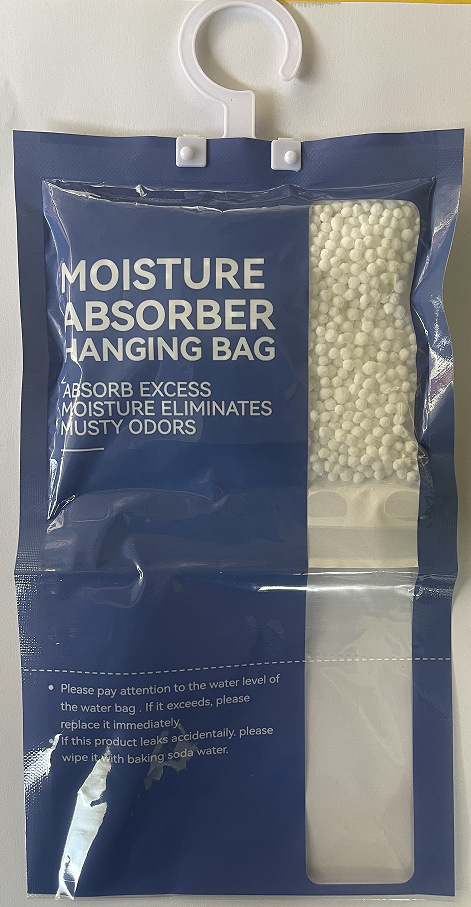 MOISTURE
ABSORBER
HANGING BAG
ABSORB EXCESS
MOISTURE ELIMINATES
MUSTY ODORS
• Please pay attention to the water level of
the water bag . If it exceeds, please
replace it immediately.
• If this product leaks accidentaily. please
wipe it with baking soda water.